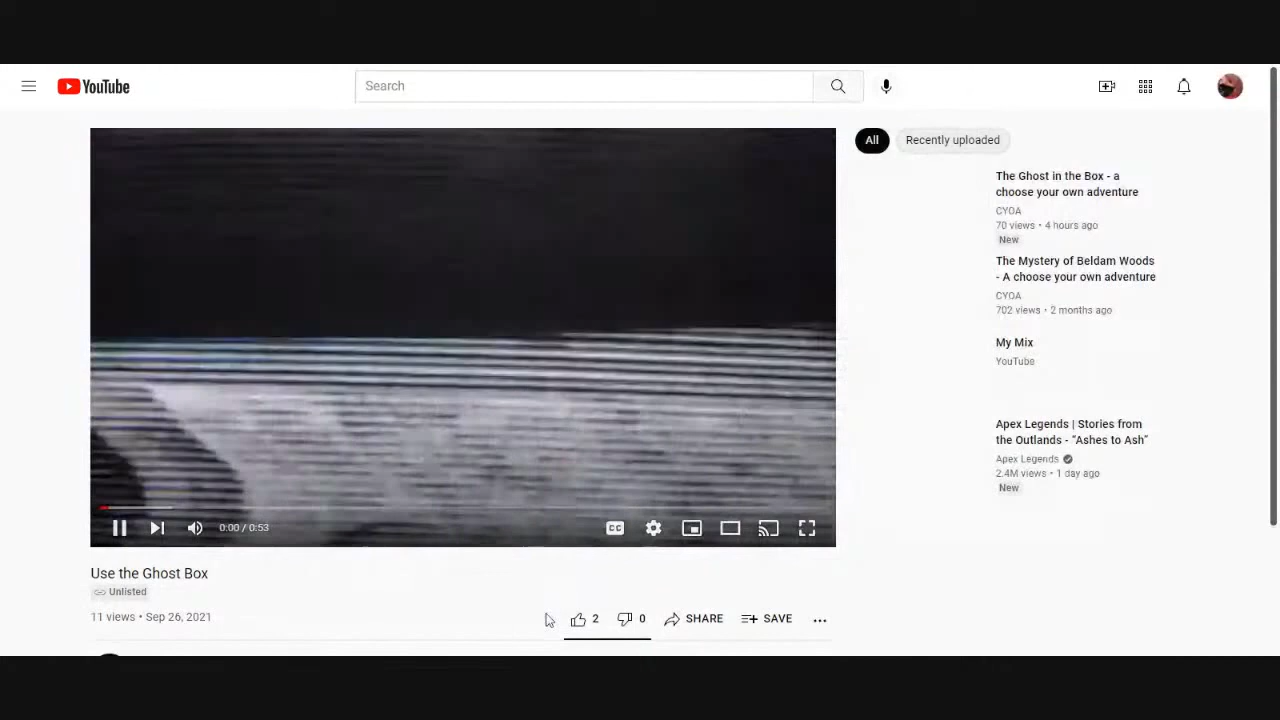 YouTube
Search
All
Recently uploaded
The Ghost in the Box - a
choose your own adventure
CYOA
70 views • 4 hours ago
New
The Mystery of Beldam Woods
- A choose your own adventure
CYOA
702 views • 2 months ago
My Mix
YouTube
Apex Legends | Stories from
the Outlands - “Ashes to Ash”
Apex Legends
2.4M views • 1 day ago
New
0:00 / 0:53
CC
Use the Ghost Box
Unlisted
11 views • Sep 26, 2021
2
0
SHARE
SAVE